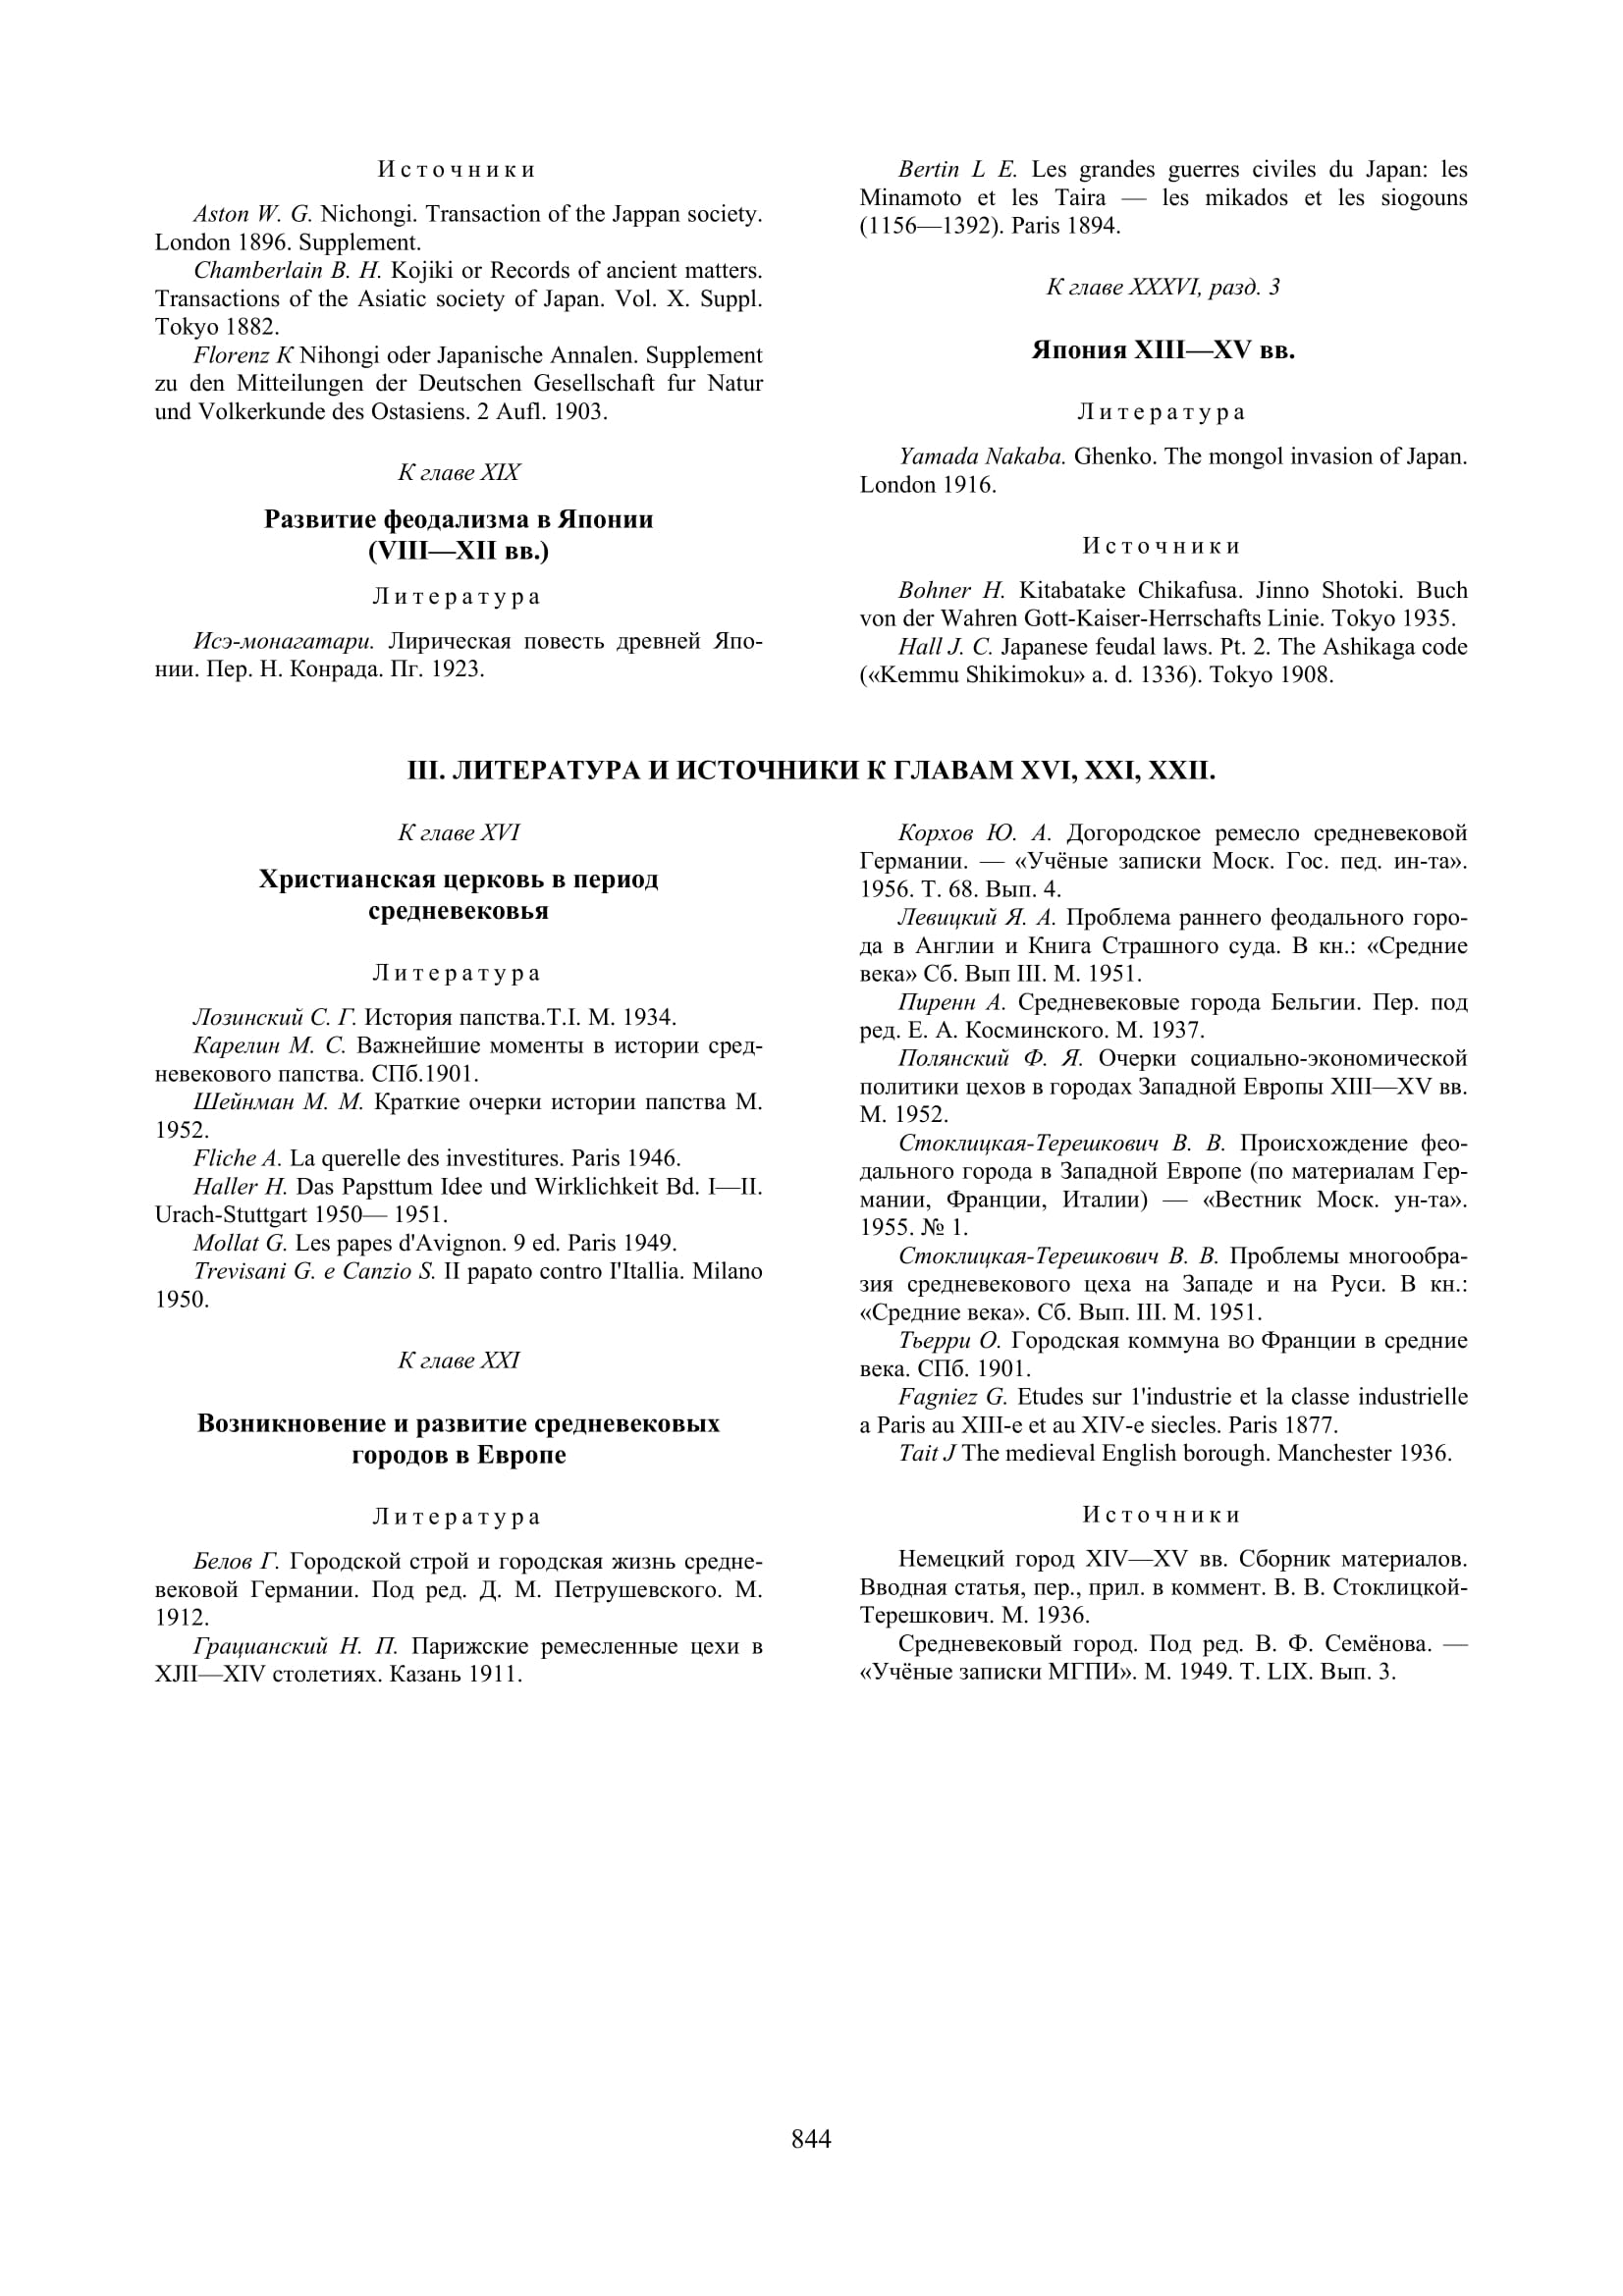 Источники
Aston W. G. Nichongi. Transaction of the Jappan society.
London 1896. Supplement.
Chamberlain B. H. Kojiki or Records of ancient matters.
Transactions of the Asiatic society of Japan. Vol. X. Suppl.
Tokyo 1882.
Florenz К Nihongi oder Japanische Annalen. Supplement
zu den Mitteilungen der Deutschen Gesellschaft fur Natur
und Volkerkunde des Ostasiens. 2 Aufl. 1903.
К главе XIX
Развитие феодализма в Японии
(VIII—XII вв.)
Литература
Исэ-монагатари. Лирическая повесть древней Япо-
нии. Пер. Н. Конрада. Пг. 1923.
Bertin L E. Les grandes guerres civiles du Japan: les
Minamoto et les Taira — les mikados et les siogouns
(1156—1392). Paris 1894.
К главе XXXVI, разд. 3
Япония XIII—XV вв.
Литература
Yamada Nakaba. Ghenko. The mongol invasion of Japan.
London 1916.
Источники
Bohner H. Kitabatake Chikafusa. Jinno Shotoki. Buch
von der Wahren Gott-Kaiser-Herrschafts Linie. Tokyo 1935.
Hall J. C. Japanese feudal laws. Pt. 2. The Ashikaga code
(«Kemmu Shikimoku» a. d. 1336). Tokyo 1908.
III. ЛИТЕРАТУРА И ИСТОЧНИКИ К ГЛАВАМ XVI, XXI, XXII.
К главе XVI
Христианская церковь в период
средневековья
Литература
Лозинский С. Г. История папства.Т.I. М. 1934.
Карелин М. С. Важнейшие моменты в истории сред-
невекового папства. СПб.1901.
Шейнман М. М. Краткие очерки истории папства М.
1952.
Fliche A. La querelle des investitures. Paris 1946.
Haller H. Das Papsttum Idee und Wirklichkeit Bd. I—II.
Urach-Stuttgart 1950— 1951.
Mollat G. Les papes d'Avignon. 9 ed. Paris 1949.
Trevisani G. e Canzio S. II papato contro I'Itallia. Milano
1950.
К главе XXI
Возникновение и развитие средневековых
городов в Европе
Литература
Белов Г. Городской строй и городская жизнь средне-
вековой Германии. Под ред. Д. М. Петрушевского. М.
1912.
Грацианский Н. П. Парижские ремесленные цехи в
XJII—XIV столетиях. Казань 1911.
Корхов Ю. А. Догородское ремесло средневековой
Германии. — «Учёные записки Моск. Гос. пед. ин-та».
1956. Т. 68. Вып. 4.
Левицкий Я. А. Проблема раннего феодального горо-
да в Англии и Книга Страшного суда. В кн.: «Средние
века» Сб. Вып III. М. 1951.
Пиренн А. Средневековые города Бельгии. Пер. под
ред. Е. А. Косминского. М. 1937.
Полянский Ф. Я. Очерки социально-экономической
политики цехов в городах Западной Европы XIII—XV вв.
М. 1952.
Стоклицкая-Терешкович В. В. Происхождение фео-
дального города в Западной Европе (по материалам Гер-
мании, Франции, Италии) — «Вестник Моск. ун-та».
1955. № 1.
Стоклицкая-Терешкович В. В. Проблемы многообра-
зия средневекового цеха на Западе и на Руси. В кн.:
«Средние века». Сб. Вып. III. М. 1951.
Тьерри О. Городская коммуна ВО Франции в средние
века. СПб. 1901.
Fagniez G. Etudes sur 1'industrie et la classe industrielle
a Paris au XIII-e et au XIV-e siecles. Paris 1877.
Tait J The medieval English borough. Manchester 1936.
Источники
Немецкий город XIV—XV вв. Сборник материалов.
Вводная статья, пер., прил. в коммент. В. В. Стоклицкой-
Терешкович. М. 1936.
Средневековый город. Под ред. В. Ф. Семёнова. —
«Учёные записки МГПИ». М. 1949. Т. LIX. Вып. 3.
844